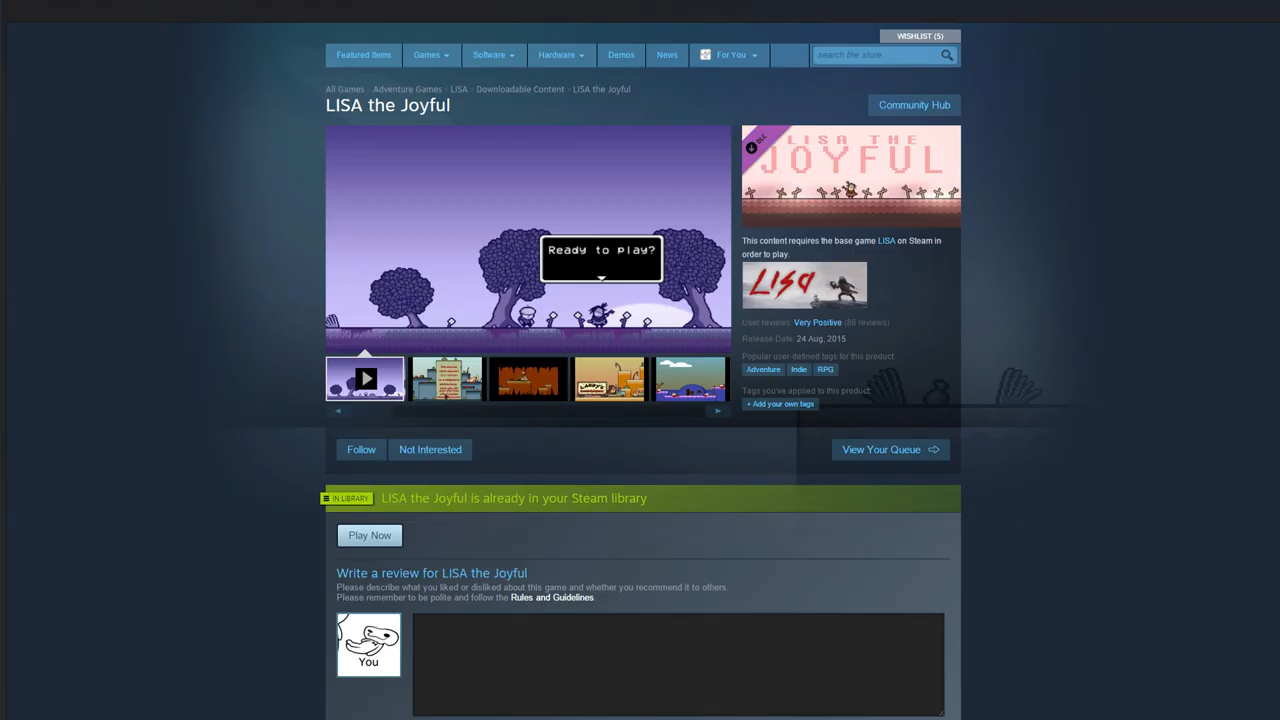 WISHLIST (5)
Featured Items Games Software Hardware Demos News For You search the store
All Games Adventure Games LISA Downloadable Content LISA the Joyful
LISA the Joyful
Community Hub
Ready to play?
DLC
LISA THE
JOYFUL
This content requires the base game LISA on Steam in
order to play.
Lisa
User reviews: Very Positive (86 reviews)
Release Date: 24 Aug, 2015
Popular user-defined tags for this product:
Adventure Indie RPG
Tags you've applied to this product:
+ Add your own tags
Follow Not Interested View Your Queue
IN LIBRARY LISA the Joyful is already in your Steam library
Play Now
Write a review for LISA the Joyful
Please describe what you liked or disliked about this game and whether you recommend it to others.
Please remember to be polite and follow the Rules and Guidelines.
You